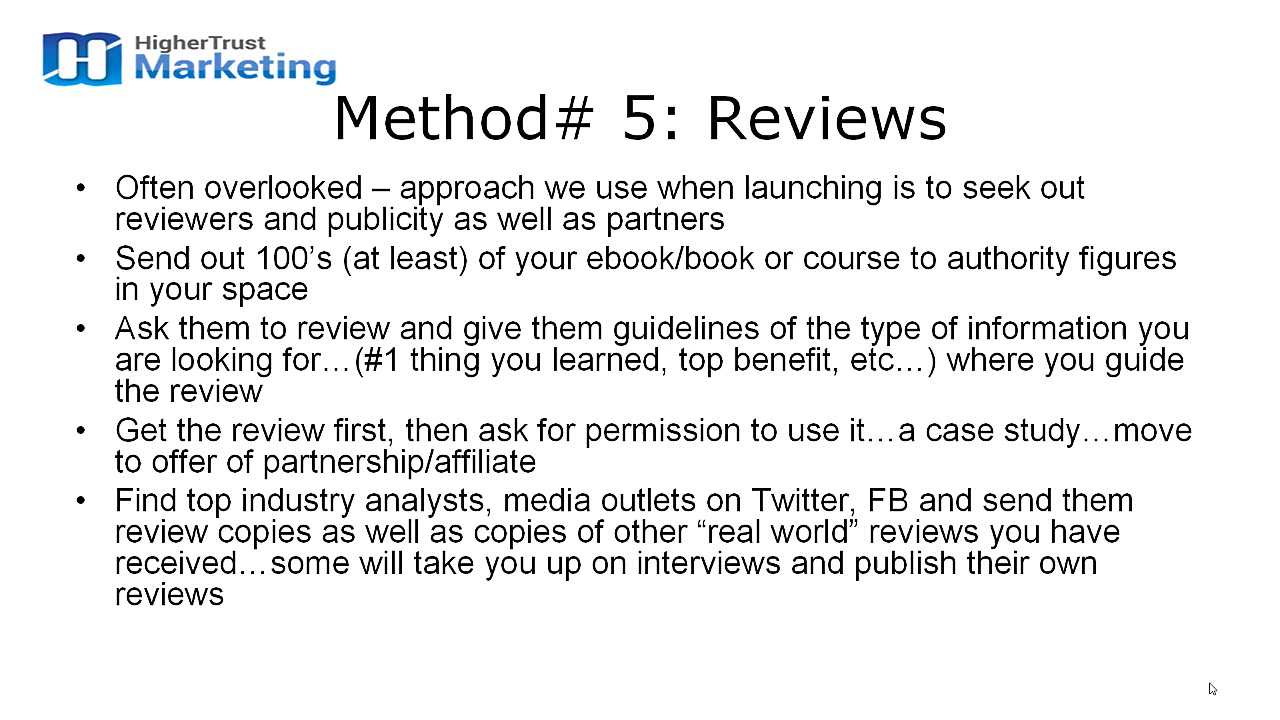 HigherTrust
Marketing
Method# 5: Reviews
• Often overlooked – approach we use when launching is to seek out
reviewers and publicity as well as partners
• Send out 100’s (at least) of your ebook/book or course to authority figures
in your space
• Ask them to review and give them guidelines of the type of information you
are looking for…(#1 thing you learned, top benefit, etc…) where you guide
the review
• Get the review first, then ask for permission to use it…a case study…move
to offer of partnership/affiliate
• Find top industry analysts, media outlets on Twitter, FB and send them
review copies as well as copies of other “real world” reviews you have
received…some will take you up on interviews and publish their own
reviews